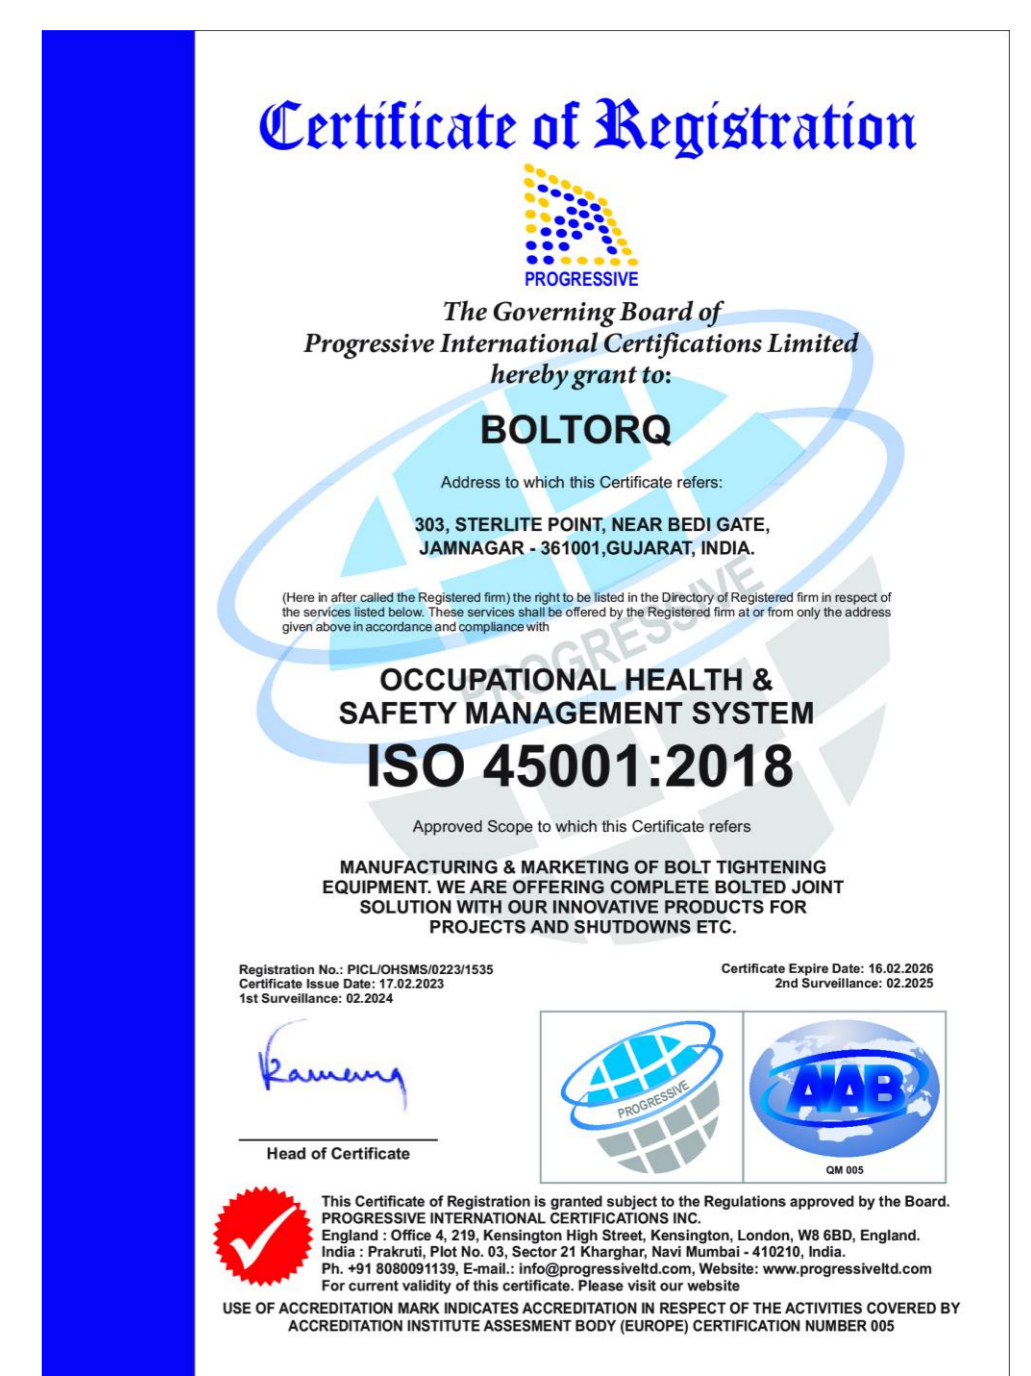 Certificate of Registration
PROGRESSIVE
The Governing Board of
Progressive International Certifications Limited
hereby grant to:
BOLTORQ
Address to which this Certificate refers:
303, STERLITE POINT, NEAR BEDI GATE,
JAMNAGAR - 361001,GUJARAT, INDIA.
(Here in after called the Registered firm) the right to be listed in the Directory of Registered firm in respect of
the services listed below. These services shall be offered by the Registered firm at or from only the address
given above in accordance and compliance with
PROGRESSIVE
OCCUPATIONAL HEALTH &
SAFETY MANAGEMENT SYSTEM
ISO 45001:2018
Approved Scope to which this Certificate refers
MANUFACTURING & MARKETING OF BOLT TIGHTENING
EQUIPMENT. WE ARE OFFERING COMPLETE BOLTED JOINT
SOLUTION WITH OUR INNOVATIVE PRODUCTS FOR
PROJECTS AND SHUTDOWNS ETC.
Registration No.: PICL/OHSMS/0223/1535
Certificate Issue Date: 17.02.2023
1st Surveillance: 02.2024
Certificate Expire Date: 16.02.2026
2nd Surveillance: 02.2025
Head of Certificate
PROGRESSIVE
AIAB
QM 005
This Certificate of Registration is granted subject to the Regulations approved by the Board.
PROGRESSIVE INTERNATIONAL CERTIFICATIONS INC.
England : Office 4, 219, Kensington High Street, Kensington, London, W8 6BD, England.
India : Prakruti, Plot No. 03, Sector 21 Kharghar, Navi Mumbai - 410210, India.
Ph. +91 8080091139, E-mail.: info@progressiveltd.com, Website: www.progressiveltd.com
For current validity of this certificate. Please visit our website
USE OF ACCREDITATION MARK INDICATES ACCREDITATION IN RESPECT OF THE ACTIVITIES COVERED BY
ACCREDITATION INSTITUTE ASSESMENT BODY (EUROPE) CERTIFICATION NUMBER 005